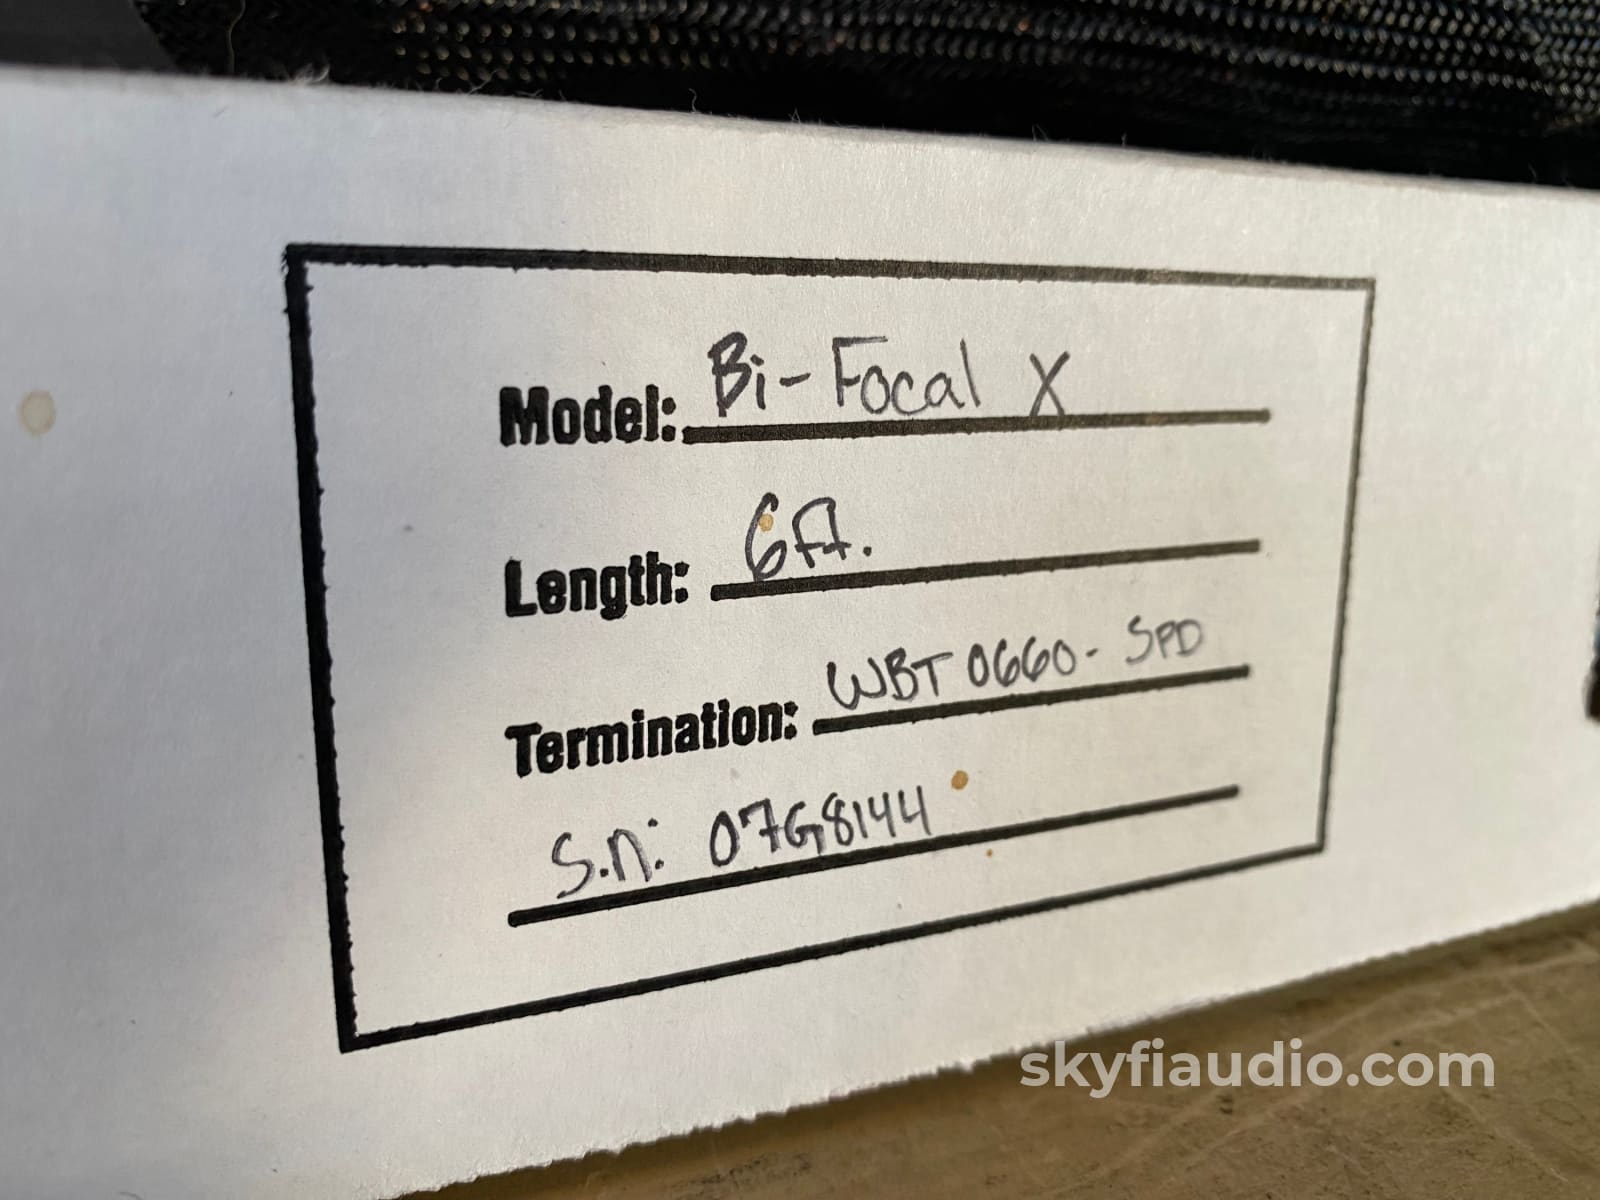 Model: Bi-Focal X
Length: 6ft.
Termination: WBT 0660- SPD
S.n: 07G8144
skyfiaudio.com